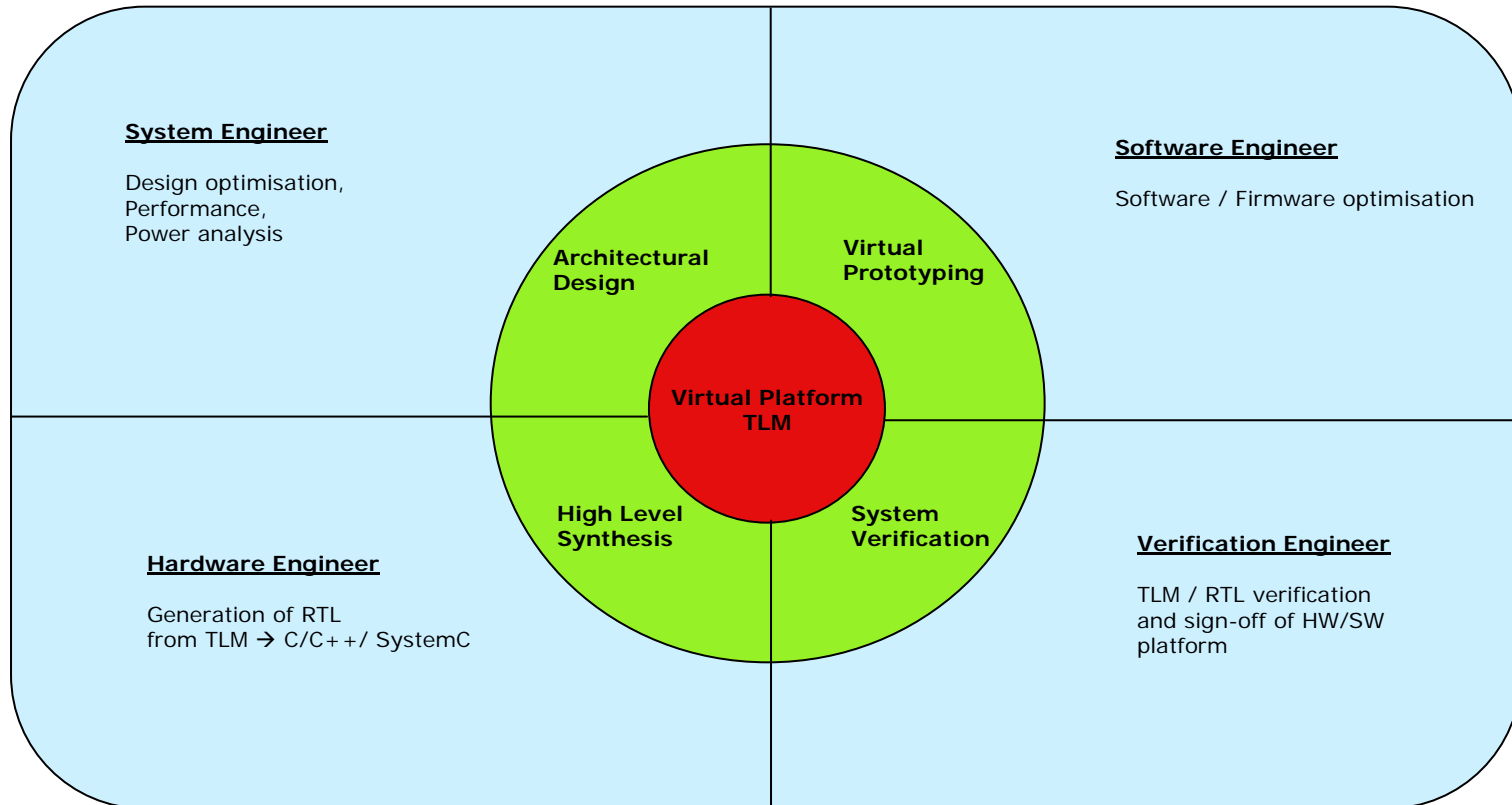 System Engineer
Design optimisation,
Performance,
Power analysis
Software Engineer
Software / Firmware optimisation
Architectural
Design
Virtual
Prototyping
Virtual Platform
TLM
High Level
Synthesis
System
Verification
Hardware Engineer
Generation of RTL
from TLM → C/C++/ SystemC
Verification Engineer
TLM / RTL verification
and sign-off of HW/SW
platform